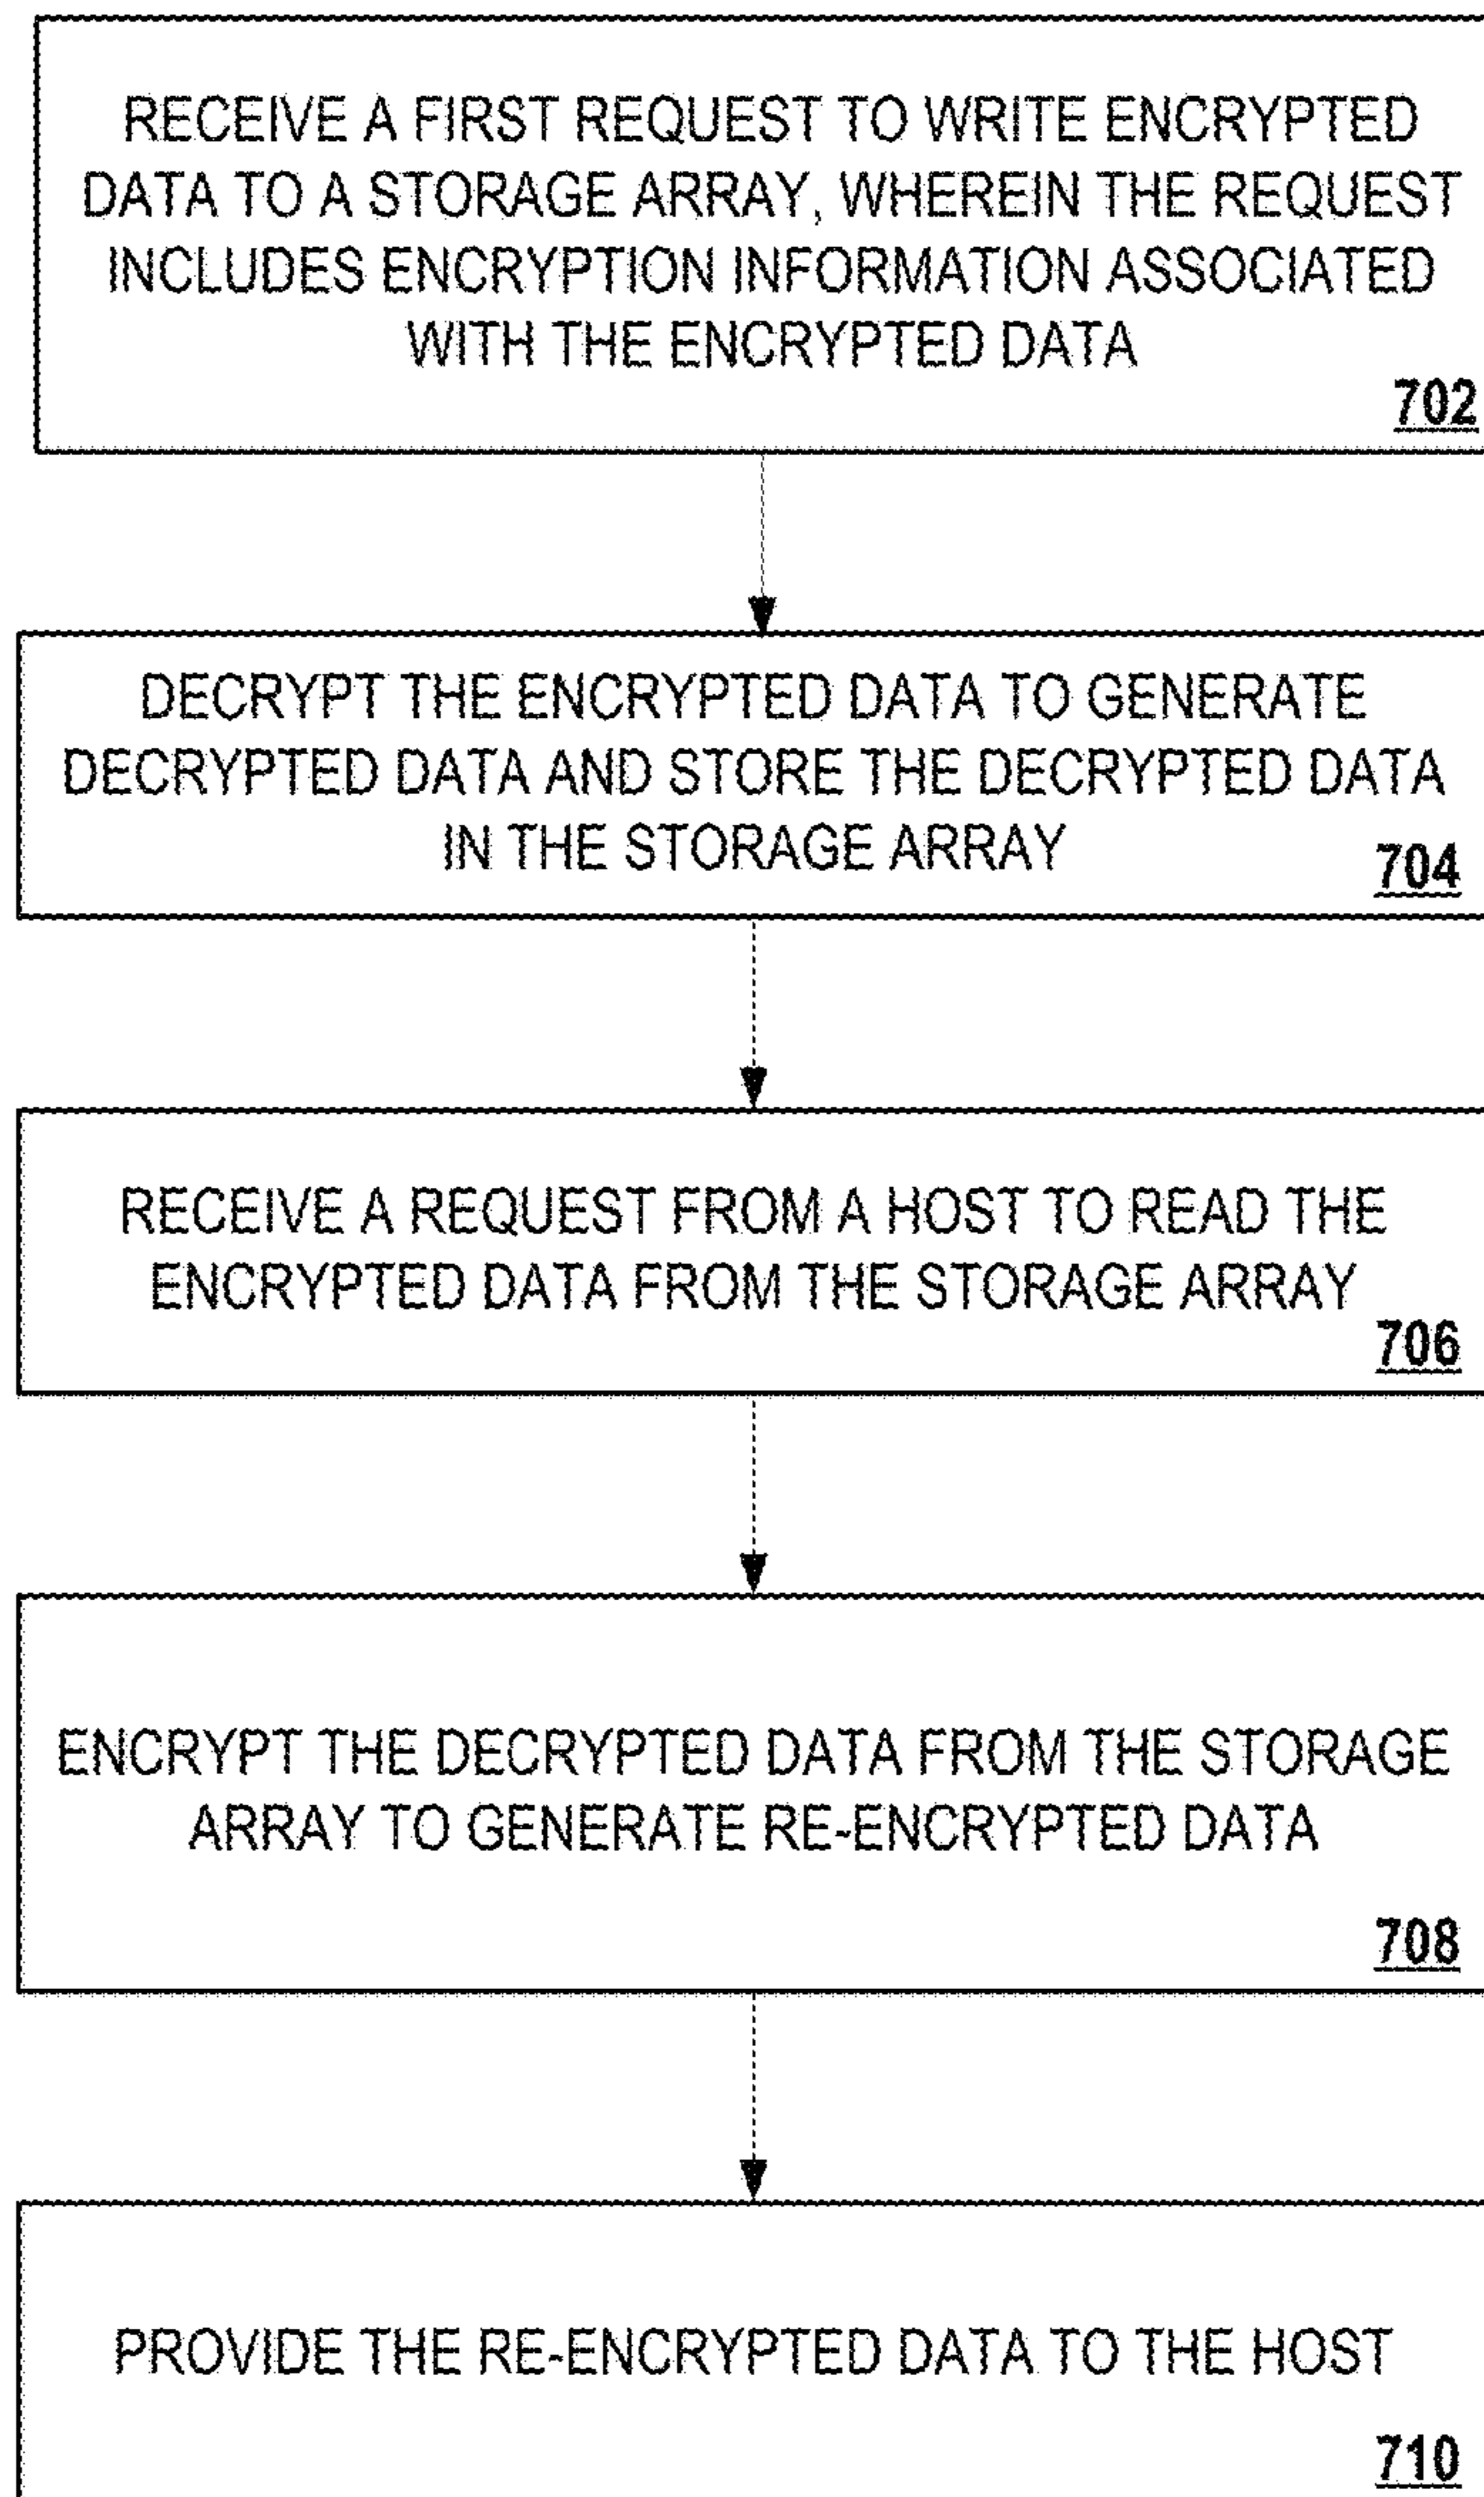 RECEIVE A FIRST REQUEST TO WRITE ENCRYPTED
DATA TO A STORAGE ARRAY, WHEREIN THE REQUEST
INCLUDES ENCRYPTION INFORMATION ASSOCIATED
WITH THE ENCRYPTED DATA
702
DECRYPT THE ENCRYPTED DATA TO GENERATE
DECRYPTED DATA AND STORE THE DECRYPTED DATA
IN THE STORAGE ARRAY
704
RECEIVE A REQUEST FROM A HOST TO READ THE
ENCRYPTED DATA FROM THE STORAGE ARRAY
706
ENCRYPT THE DECRYPTED DATA FROM THE STORAGE
ARRAY TO GENERATE RE-ENCRYPTED DATA
708
PROVIDE THE RE-ENCRYPTED DATA TO THE HOST
710